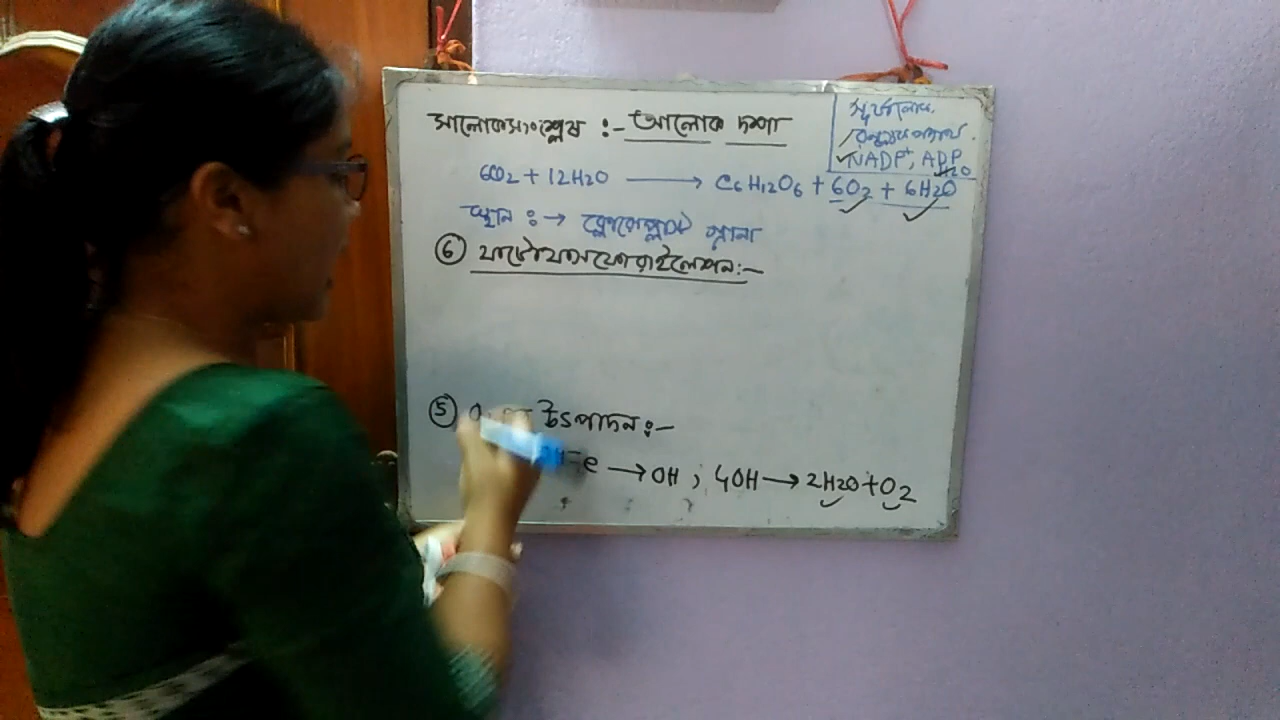 সালোকসংশ্লেষ :- আলোক দশা
সূর্যালোক,
NADP⁺, ADP
H₂O
6CO₂ + 12H₂O ⟶ C₆H₁₂O₆ + 6O₂ + 6H₂O
স্থান :→ ক্লোরোপ্লাস্ট গ্রানা
⑥ ফটোফসফোরাইলেশন:-
⑤ উৎপাদন :-
e → OH , 4OH → 2H₂O + O₂